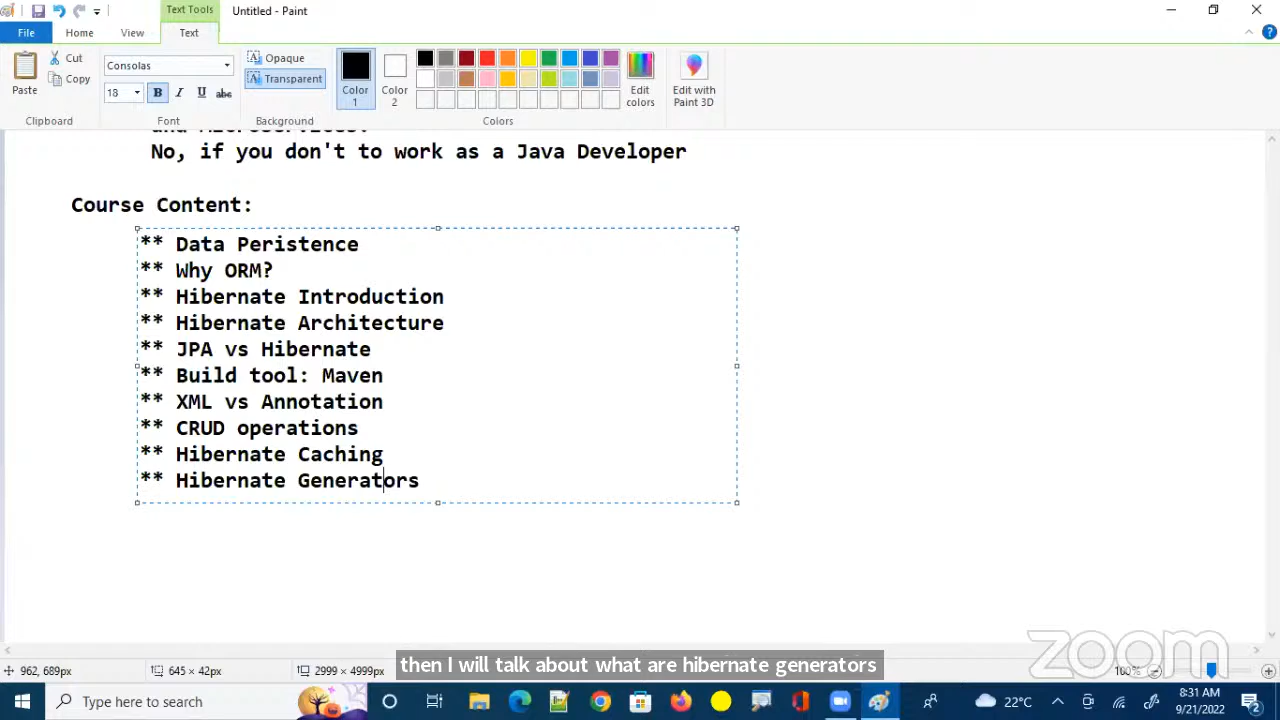 Text Tools
Untitled - Paint
File
Home
View
Text
Paste
Cut
Copy
Clipboard
Consolas
18
B
I
U
abc
Font
Opaque
Transparent
Background
Color
1
Color
2
Edit
colors
Colors
Edit with
Paint 3D
and Microservices.
No, if you don't to work as a Java Developer
Course Content:
** Data Peristence
** Why ORM?
** Hibernate Introduction
** Hibernate Architecture
** JPA vs Hibernate
** Build tool: Maven
** XML vs Annotation
** CRUD operations
** Hibernate Caching
** Hibernate Generators
then I will talk about what are hibernate generators
zoom
962, 689px
645 × 42px
2999 × 4999px
100%
Type here to search
22°C
8:31 AM
9/21/2022
2